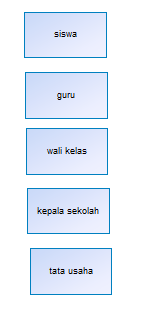 siswa
guru
wali kelas
kepala sekolah
tata usaha